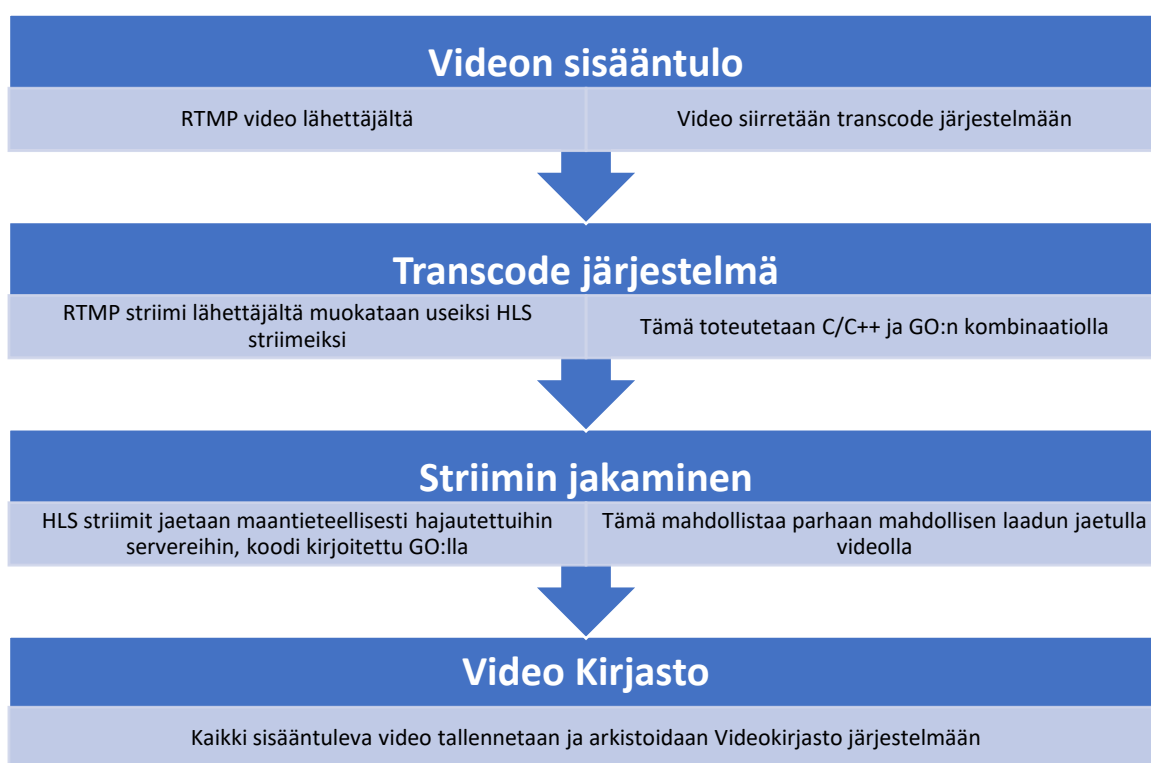 Videon sisääntulo
RTMP video lähettäjältä
Video siirretään transcode järjestelmään
Transcode järjestelmä
RTMP striimi lähettäjältä muokataan useiksi HLS
striimeiksi
Tämä toteutetaan C/C++ ja GO:n kombinaatiolla
Striimin jakaminen
HLS striimit jaetaan maantieteellisesti hajautettuihin
servereihin, koodi kirjoitettu GO:lla
Tämä mahdollistaa parhaan mahdollisen laadun jaetulla
videolla
Video Kirjasto
Kaikki sisääntuleva video tallennetaan ja arkistoidaan Videokirjasto järjestelmään